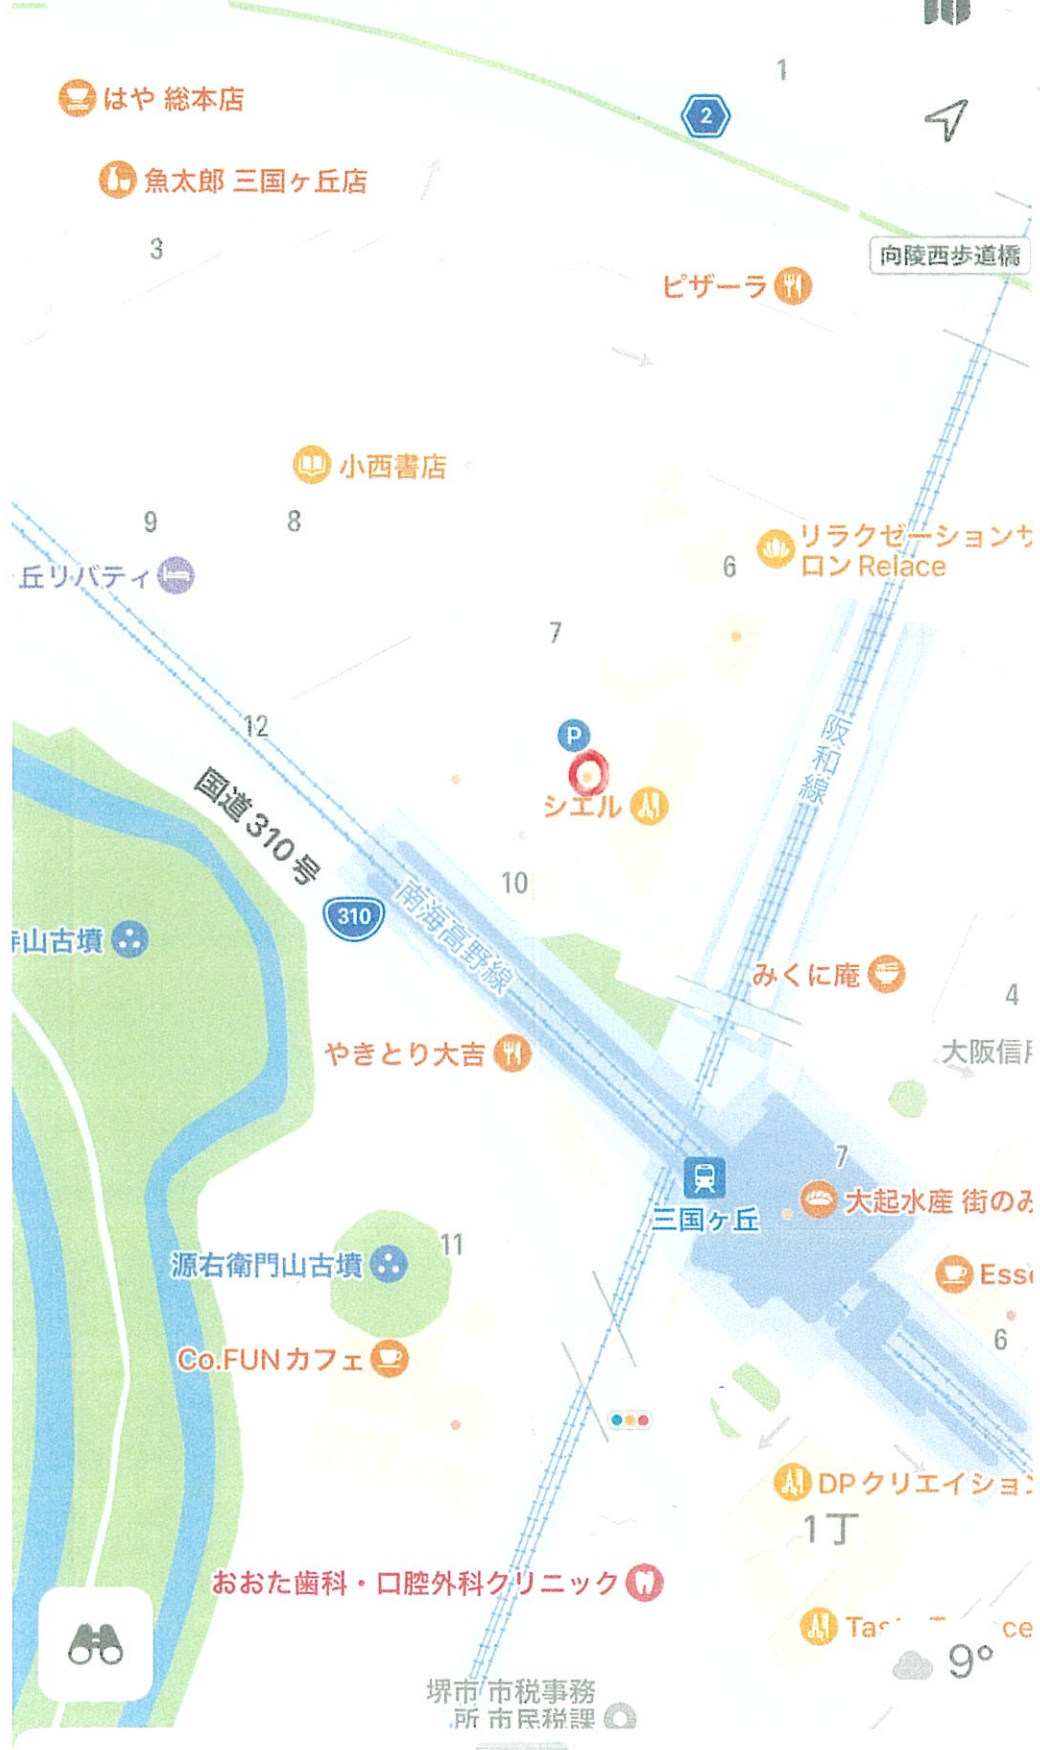 1
はや 総本店
2
魚太郎 三国ヶ丘店
3
向陵西歩道橋
ピザーラ
小西書店
9
8
リラクゼーションサ
ロン Relace
6
丘リバティ
7
12
P
阪和線
国道310号
シエル
10
310
南海高野線
寺山古墳
みくに庵
4
やきとり大吉
大阪信用
7
大起水産 街のみ
三国ヶ丘
11
源右衛門山古墳
Esse
6
Co.FUNカフェ
DPクリエイション
1丁
おおた歯科・口腔外科クリニック
9°
堺市 市税事務
所 市民税課